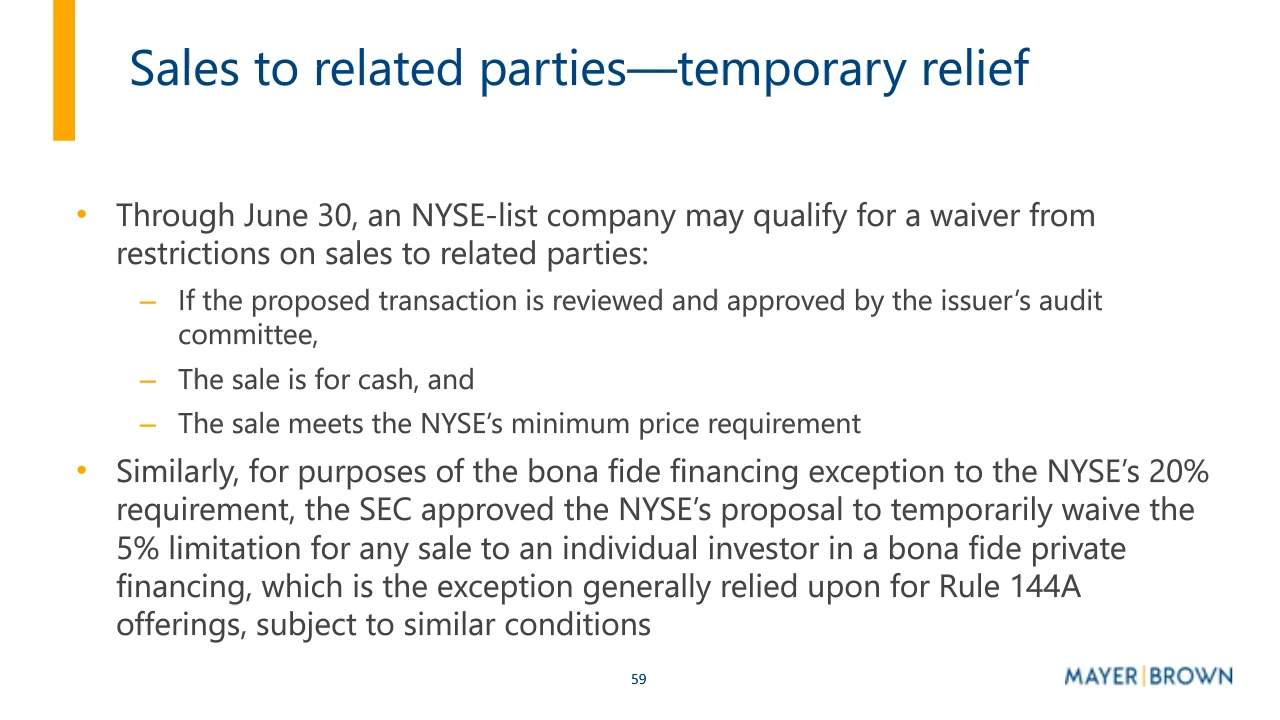 Sales to related parties—temporary relief
• Through June 30, an NYSE-list company may qualify for a waiver from
restrictions on sales to related parties:
– If the proposed transaction is reviewed and approved by the issuer’s audit
committee,
– The sale is for cash, and
– The sale meets the NYSE’s minimum price requirement
• Similarly, for purposes of the bona fide financing exception to the NYSE’s 20%
requirement, the SEC approved the NYSE’s proposal to temporarily waive the
5% limitation for any sale to an individual investor in a bona fide private
financing, which is the exception generally relied upon for Rule 144A
offerings, subject to similar conditions
59
MAYER|BROWN